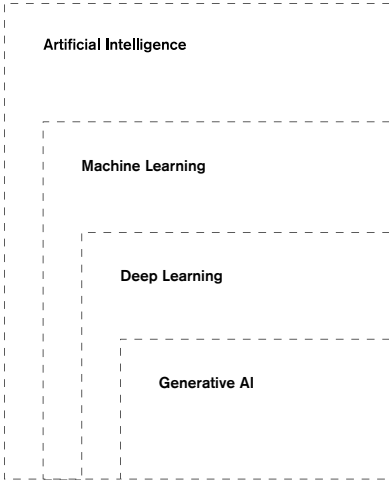 Artificial Intelligence
Machine Learning
Deep Learning
Generative AI